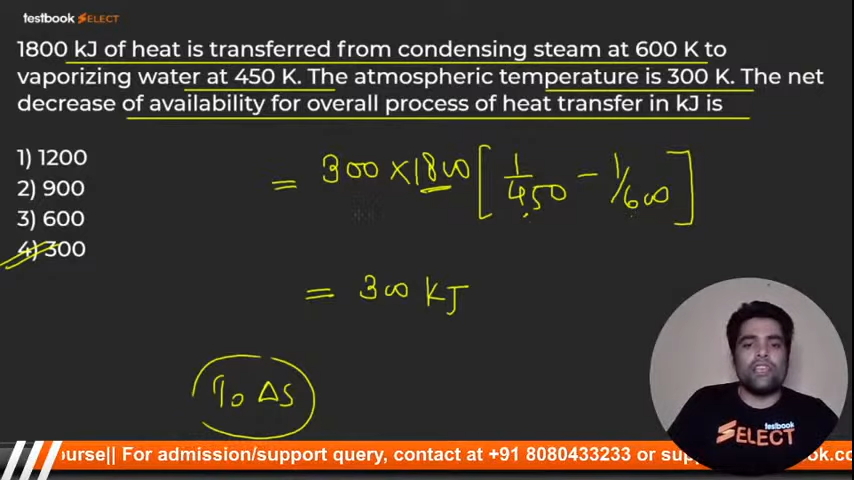 testbook SELECT
1800 kJ of heat is transferred from condensing steam at 600 K to
vaporizing water at 450 K. The atmospheric temperature is 300 K. The net
decrease of availability for overall process of heat transfer in kJ is
1) 1200
2) 900
3) 600
4) 300
= 300 × 1800 [ 1/450 - 1/600 ]
= 300 KJ
T0 ΔS
testbook
SELECT
ourse|| For admission/support query, contact at +91 8080433233 or